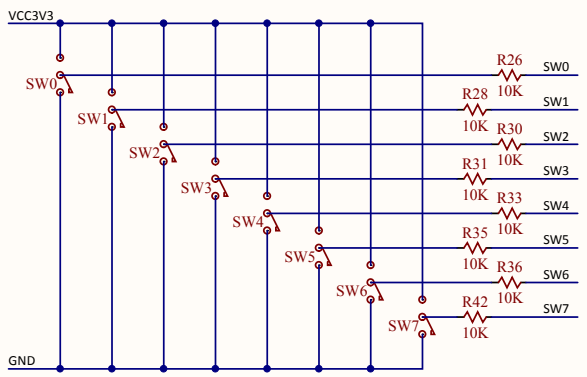 VCC3V3
R26
SW0
SW0
10K
R28
SW1
SW1
10K
R30
SW2
SW2
10K
R31
SW3
SW3
10K
R33
SW4
SW4
10K
R35
SW5
SW5
10K
R36
SW6
SW6
10K
R42
SW7
SW7
10K
GND